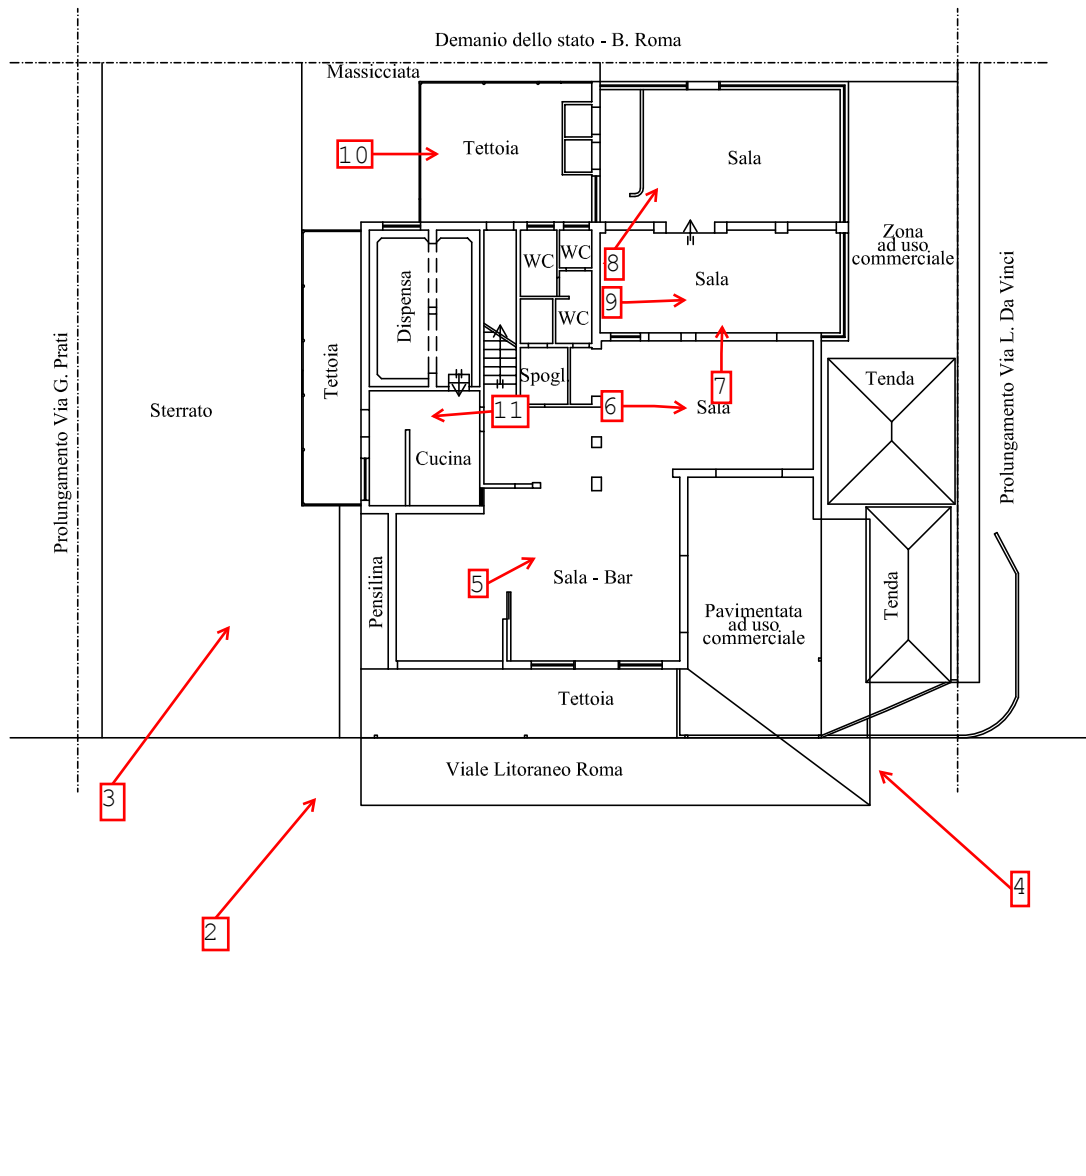 Demanio dello stato - B. Roma
Massicciata
10
Tettoia
Sala
8
Zona
ad uso
commerciale
WC
WC
Sala
9
WC
Dispensa
Tettoia
Prolungamento Via G. Prati
Prolungamento Via L. Da Vinci
Sterrato
Spogl.
7
Tenda
11
6
Sala
Cucina
5
Sala - Bar
Pensilina
Tenda
Pavimentata
ad uso
commerciale
Tettoia
Viale Litoraneo Roma
3
4
2